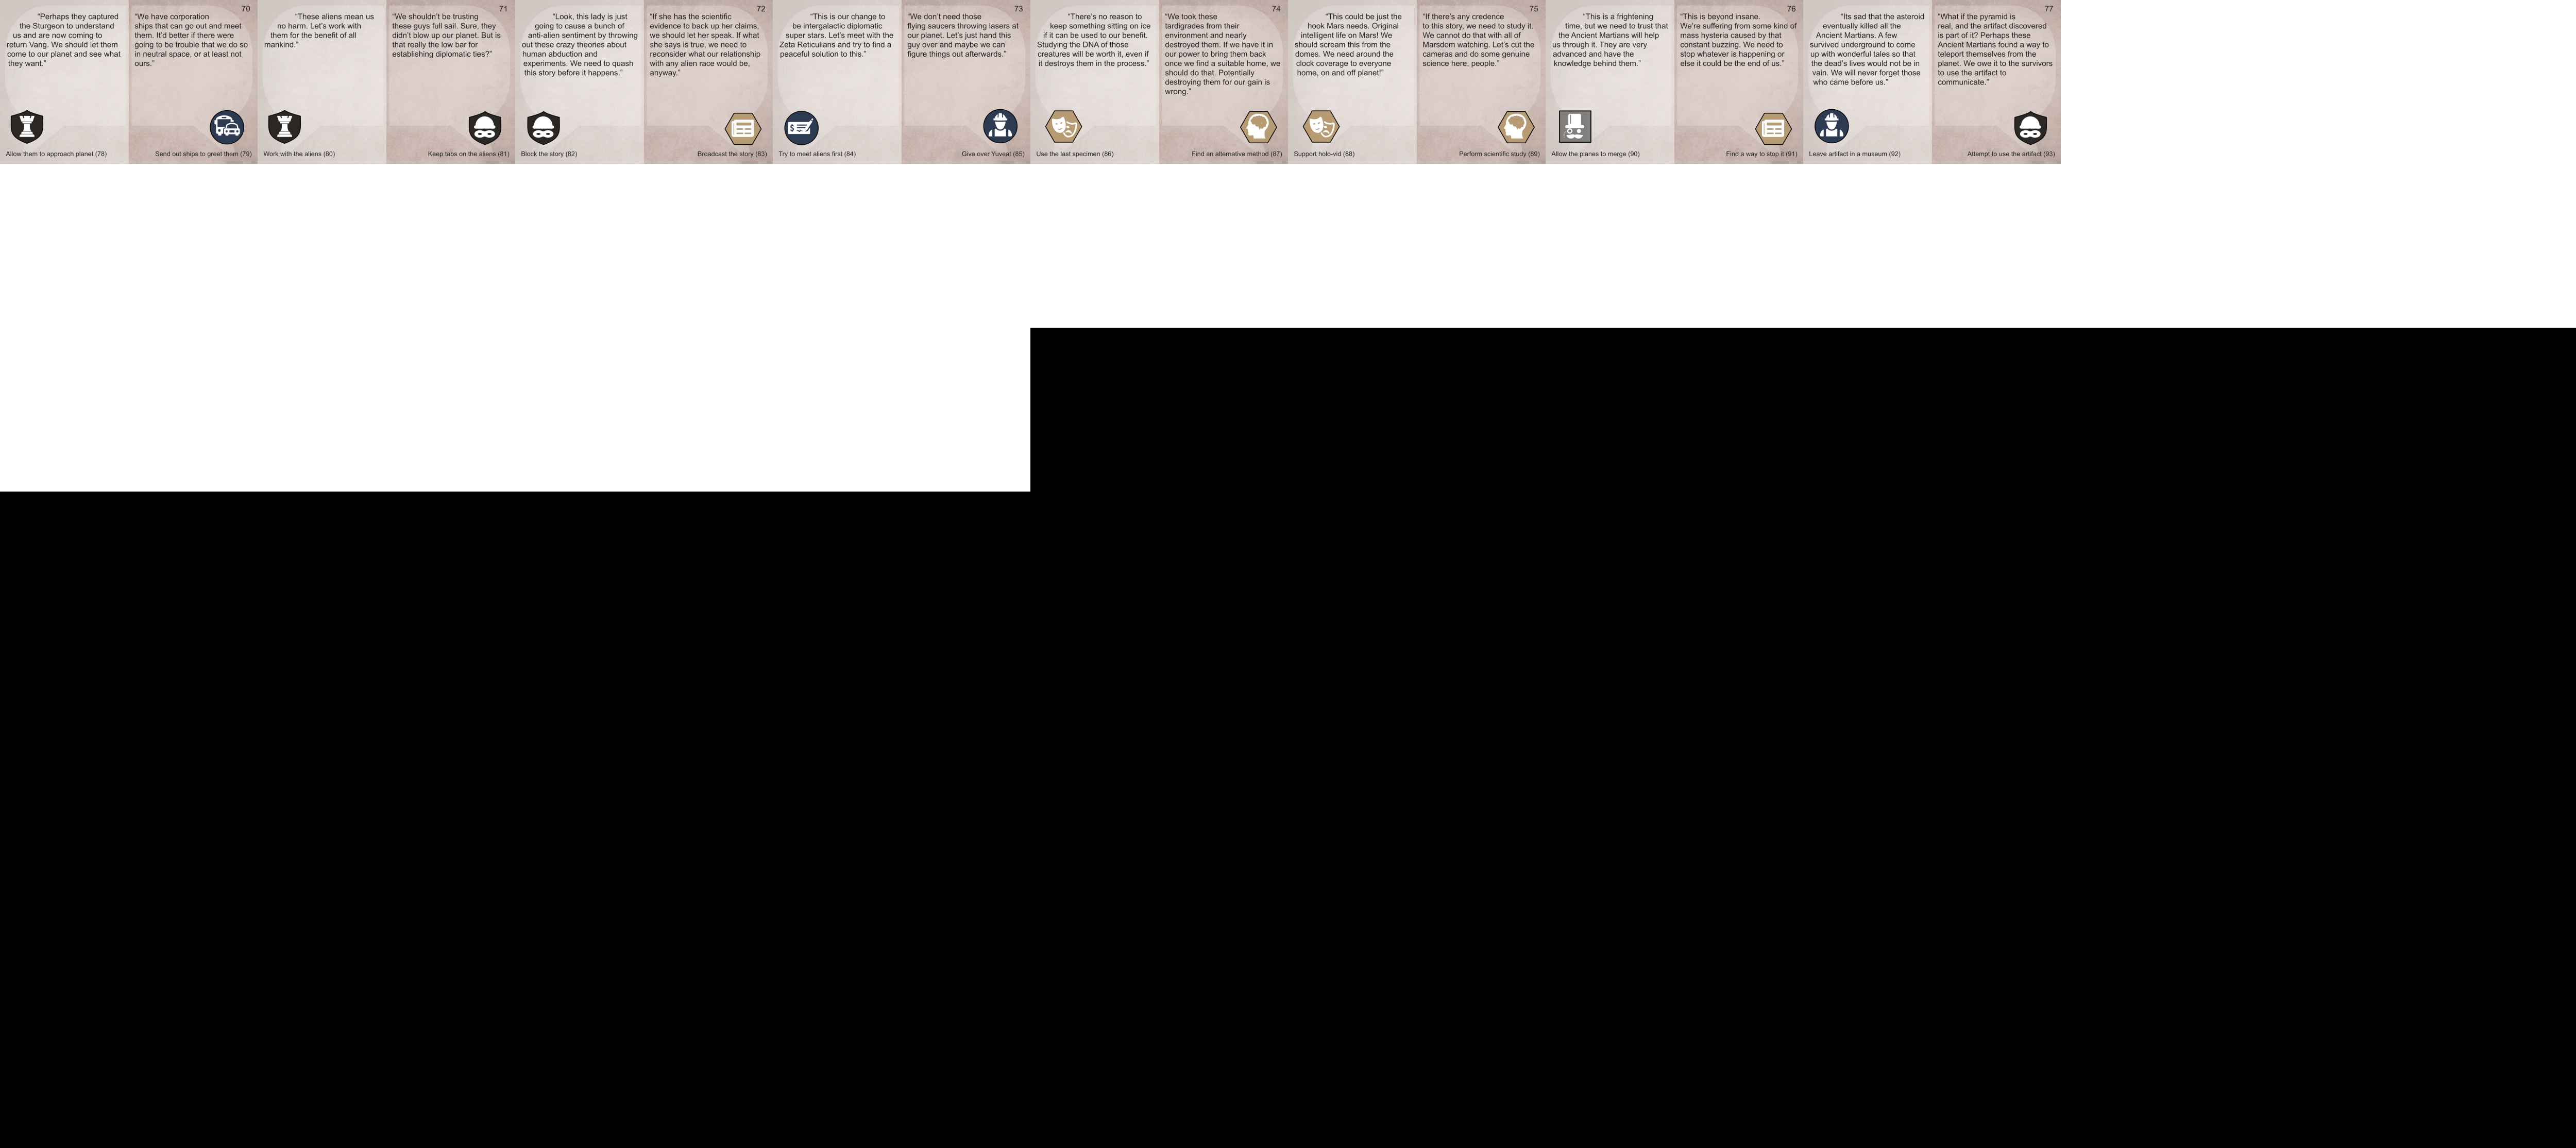 "Perhaps they captured
the Sturgeon to understand
us and are now coming to
return Vang. We should let them
come to our planet and see what
they want."
Allow them to approach planet (78)
70
"We have corporation
ships that can go out and meet
them. It'd better if there were
going to be trouble that we do so
in neutral space, or at least not
ours."
Send out ships to greet them (79)
"These aliens mean us
no harm. Let's work with
them for the benefit of all
mankind."
Work with the aliens (80)
71
"We shouldn't be trusting
these guys full sail. Sure, they
didn't blow up our planet. But is
that really the low bar for
establishing diplomatic ties?"
Keep tabs on the aliens (81)
"Look, this lady is just
going to cause a bunch of
anti-alien sentiment by throwing
out these crazy theories about
human abduction and
experiments. We need to quash
this story before it happens."
Block the story (82)
72
"If she has the scientific
evidence to back up her claims,
we should let her speak. If what
she says is true, we need to
reconsider what our relationship
with any alien race would be,
anyway."
Broadcast the story (83)
"This is our change to
be intergalactic diplomatic
super stars. Let's meet with the
Zeta Reticulians and try to find a
peaceful solution to this."
Try to meet aliens first (84)
73
"We don't need those
flying saucers throwing lasers at
our planet. Let's just hand this
guy over and maybe we can
figure things out afterwards."
Give over Yuveat (85)
"There's no reason to
keep something sitting on ice
if it can be used to our benefit.
Studying the DNA of those
creatures will be worth it, even if
it destroys them in the process."
Use the last specimen (86)
74
"We took these
tardigrades from their
environment and nearly
destroyed them. If we have it in
our power to bring them back
once we find a suitable home, we
should do that. Potentially
destroying them for our gain is
wrong."
Find an alternative method (87)
"This could be just the
hook Mars needs. Original
intelligent life on Mars! We
should scream this from the
domes. We need around the
clock coverage to everyone
home, on and off planet!"
Support holo-vid (88)
75
"If there's any credence
to this story, we need to study it.
We cannot do that with all of
Marsdom watching. Let's cut the
cameras and do some genuine
science here, people."
Perform scientific study (89)
"This is a frightening
time, but we need to trust that
the Ancient Martians will help
us through it. They are very
advanced and have the
knowledge behind them."
Allow the planes to merge (90)
76
"This is beyond insane.
We're suffering from some kind of
mass hysteria caused by that
constant buzzing. We need to
stop whatever is happening or
else it could be the end of us."
Find a way to stop it (91)
"Its sad that the asteroid
eventually killed all the
Ancient Martians. A few
survived underground to come
up with wonderful tales so that
the dead's lives would not be in
vain. We will never forget those
who came before us."
Leave artifact in a museum (92)
77
"What if the pyramid is
real, and the artifact discovered
is part of it? Perhaps these
Ancient Martians found a way to
teleport themselves from the
planet. We owe it to the survivors
to use the artifact to
communicate."
Attempt to use the artifact (93)